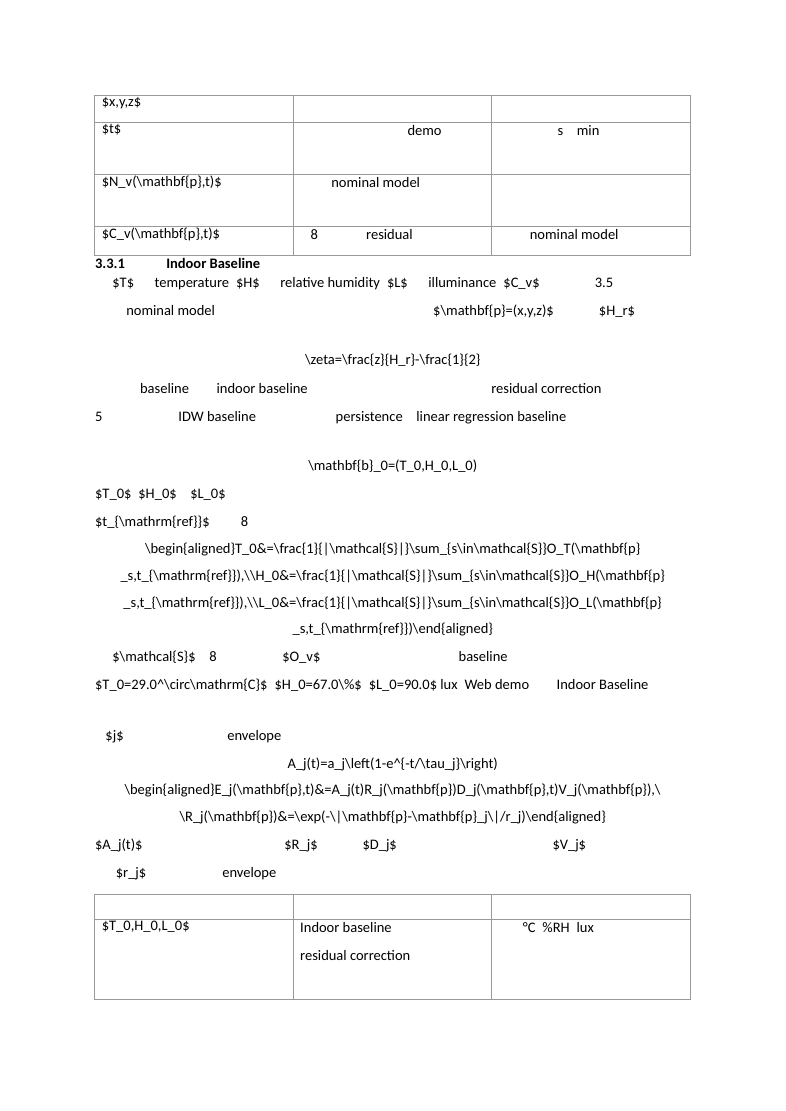 $x,y,z$
$t$ demo s min
$N_v(\mathbf{p},t)$ nominal model
$C_v(\mathbf{p},t)$ 8 residual nominal model
3.3.1 Indoor Baseline
$T$ temperature $H$ relative humidity $L$ illuminance $C_v$ 3.5
nominal model $\mathbf{p}=(x,y,z)$ $H_r$
\zeta=\frac{z}{H_r}-\frac{1}{2}
baseline indoor baseline residual correction
5 IDW baseline persistence linear regression baseline
\mathbf{b}_0=(T_0,H_0,L_0)
$T_0$ $H_0$ $L_0$
$t_{\mathrm{ref}}$ 8
\begin{aligned}T_0&=\frac{1}{|\mathcal{S}|}\sum_{s\in\mathcal{S}}O_T(\mathbf{p}
_s,t_{\mathrm{ref}}),\\H_0&=\frac{1}{|\mathcal{S}|}\sum_{s\in\mathcal{S}}O_H(\mathbf{p}
_s,t_{\mathrm{ref}}),\\L_0&=\frac{1}{|\mathcal{S}|}\sum_{s\in\mathcal{S}}O_L(\mathbf{p}
_s,t_{\mathrm{ref}})\end{aligned}
$\mathcal{S}$ 8 $O_v$ baseline
$T_0=29.0^\circ\mathrm{C}$ $H_0=67.0\%$ $L_0=90.0$ lux Web demo Indoor Baseline
$j$ envelope
A_j(t)=a_j\left(1-e^{-t/\tau_j}\right)
\begin{aligned}E_j(\mathbf{p},t)&=A_j(t)R_j(\mathbf{p})D_j(\mathbf{p},t)V_j(\mathbf{p}),\
\R_j(\mathbf{p})&=\exp(-\|\mathbf{p}-\mathbf{p}_j\|/r_j)\end{aligned}
$A_j(t)$ $R_j$ $D_j$ $V_j$
$r_j$ envelope
$T_0,H_0,L_0$ Indoor baseline °C %RH lux
residual correction